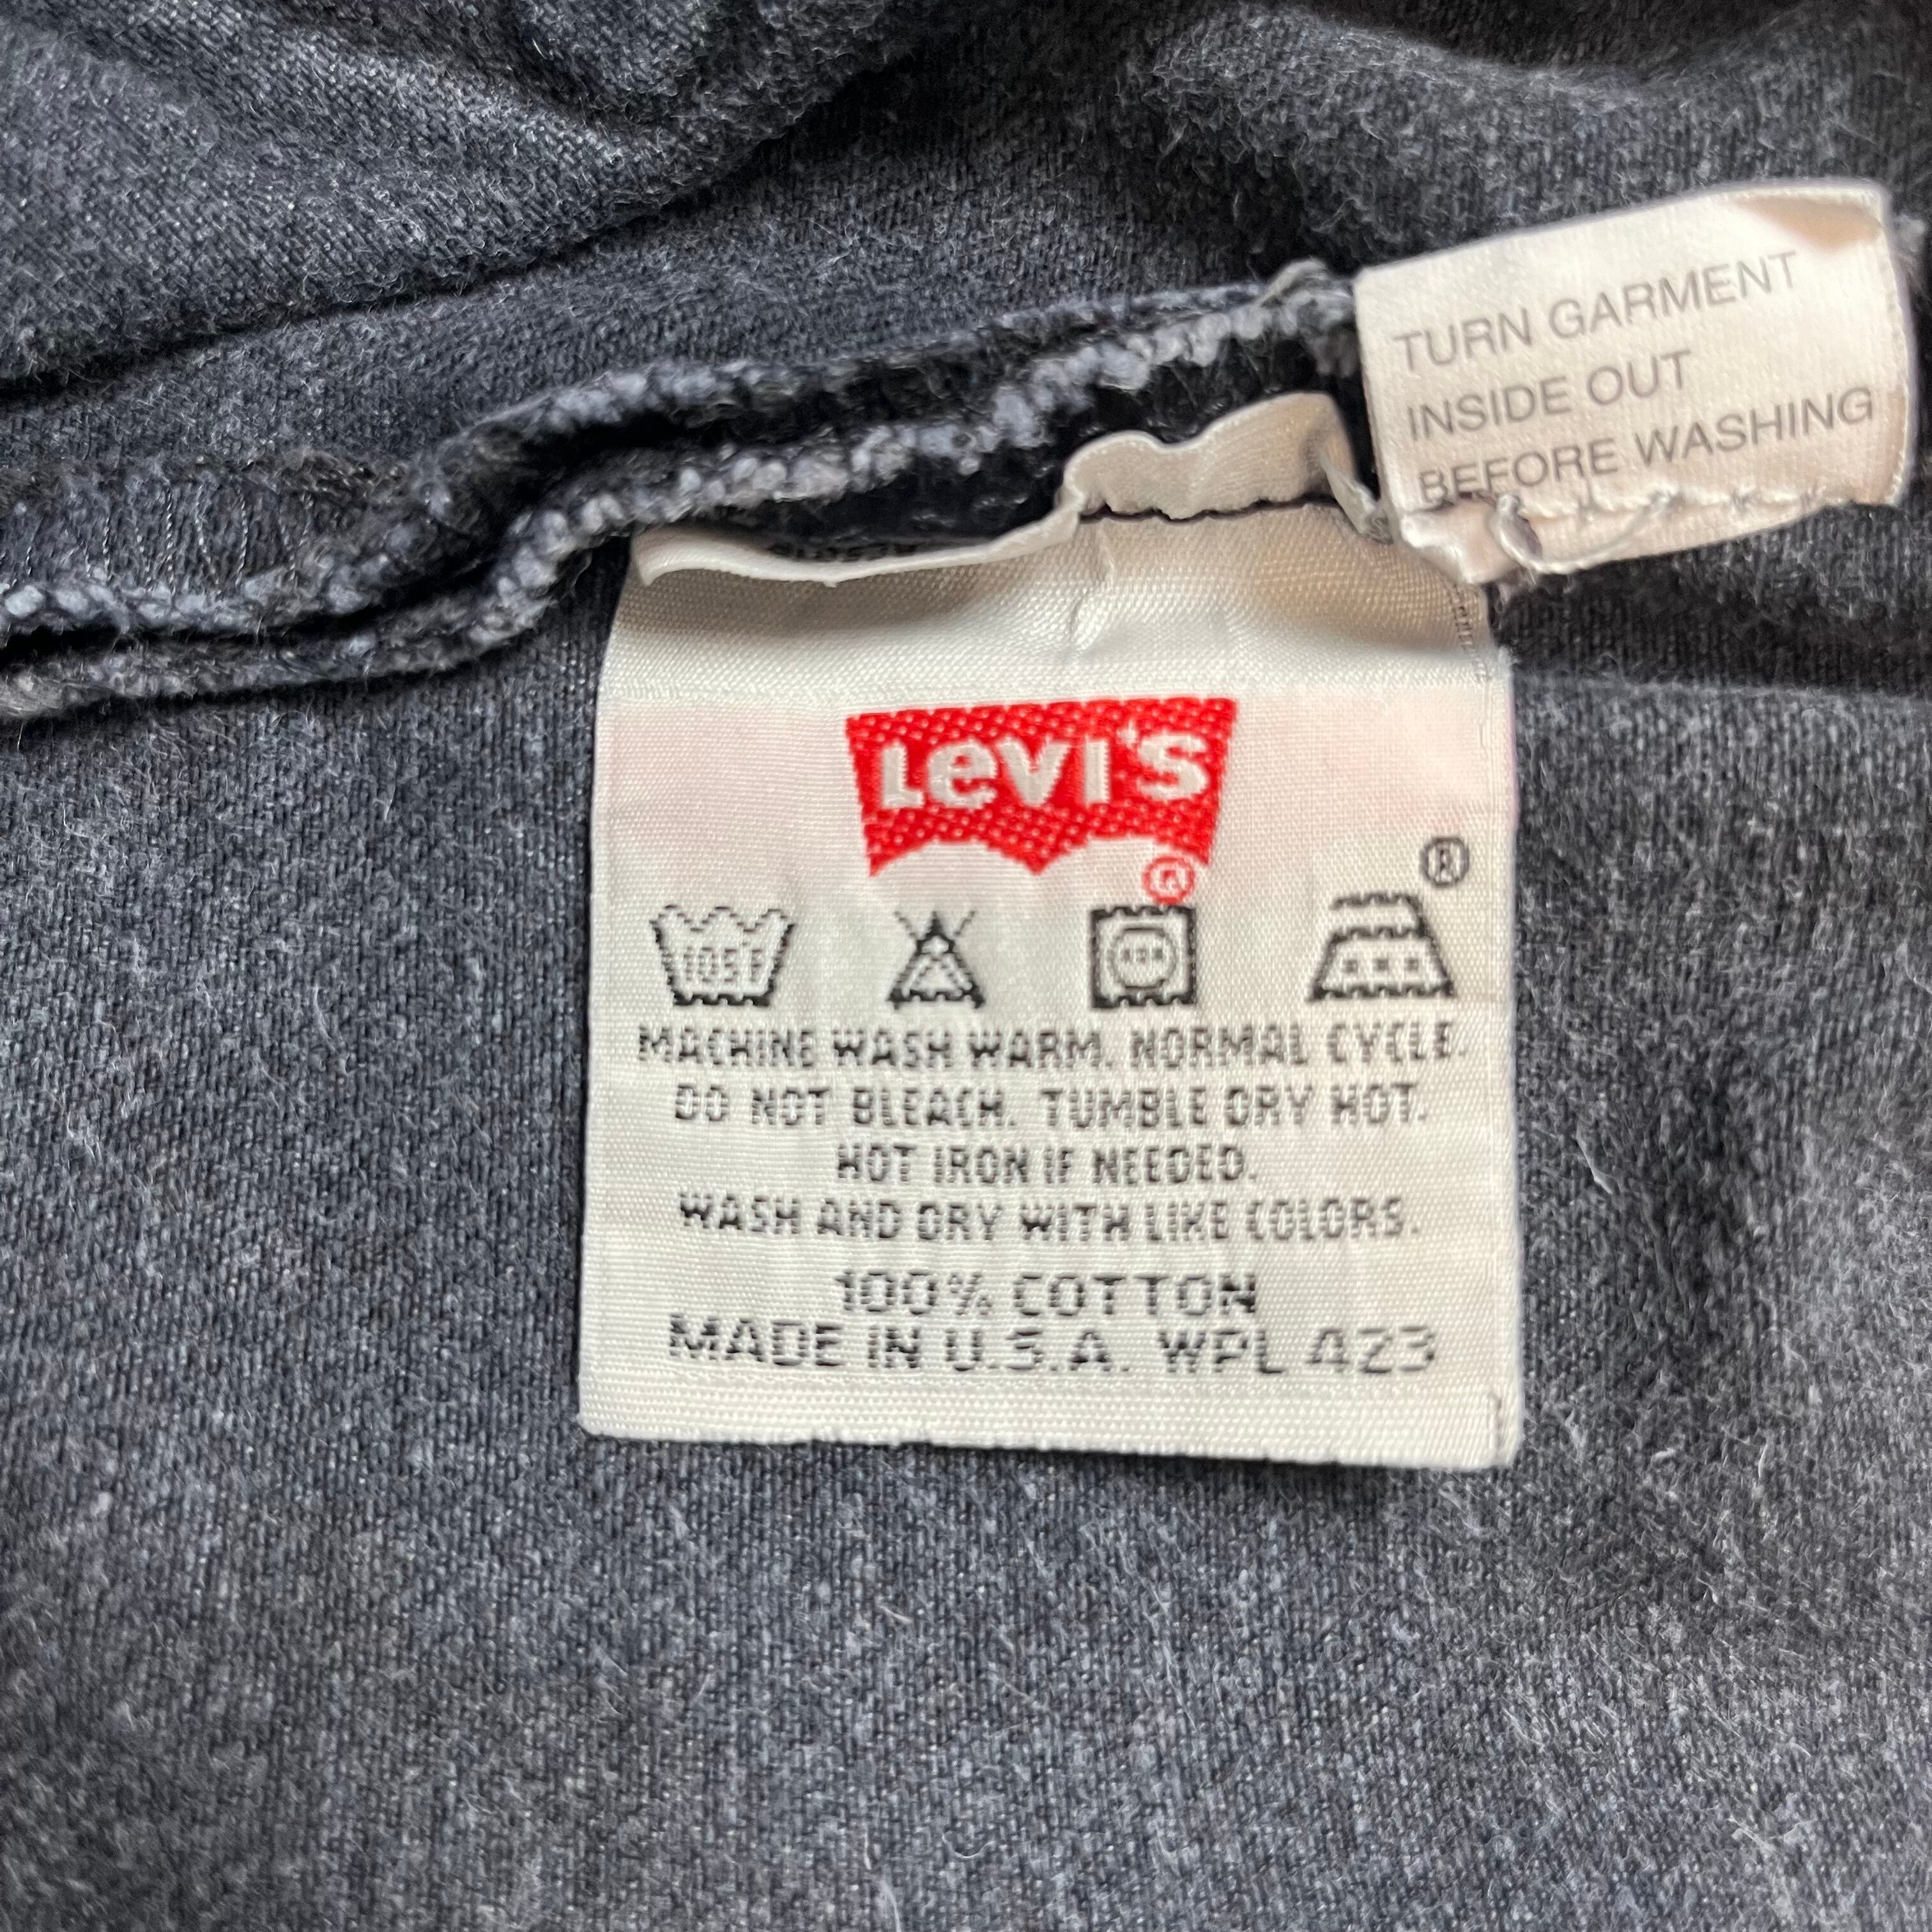 TURN GARMENT
INSIDE OUT
BEFORE WASHING
LEVI'S
®
®
105F
MACHINE WASH WARM. NORMAL CYCLE.
DO NOT BLEACH. TUMBLE DRY HOT.
HOT IRON IF NEEDED.
WASH AND DRY WITH LIKE COLORS.
100% COTTON
MADE IN U.S.A. WPL 423